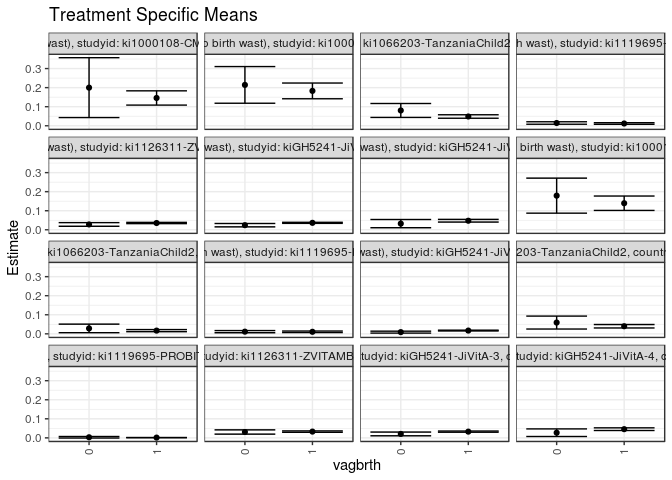 Treatment Specific Means
wast), studyid: ki1000108-CM
birth wast), studyid: ki1000
ki1066203-TanzaniaChild2
wast), studyid: ki1119695-
0.3
0.2
0.1
0.0
wast), studyid: ki1126311-ZV
wast), studyid: kiGH5241-JiV
wast), studyid: kiGH5241-JiV
birth wast), studyid: ki1000
0.3
0.2
0.1
0.0
ki1066203-TanzaniaChild2,
wast), studyid: ki1119695-
wast), studyid: kiGH5241-JiV
203-TanzaniaChild2, count
0.3
0.2
0.1
0.0
, studyid: ki1119695-PROBIT
udyid: ki1126311-ZVITAMB
tudyid: kiGH5241-JiVitA-3, c
tudyid: kiGH5241-JiVitA-4, c
0.3
0.2
0.1
0.0
Estimate
0 1 0 1 0 1 0 1
vagbrth